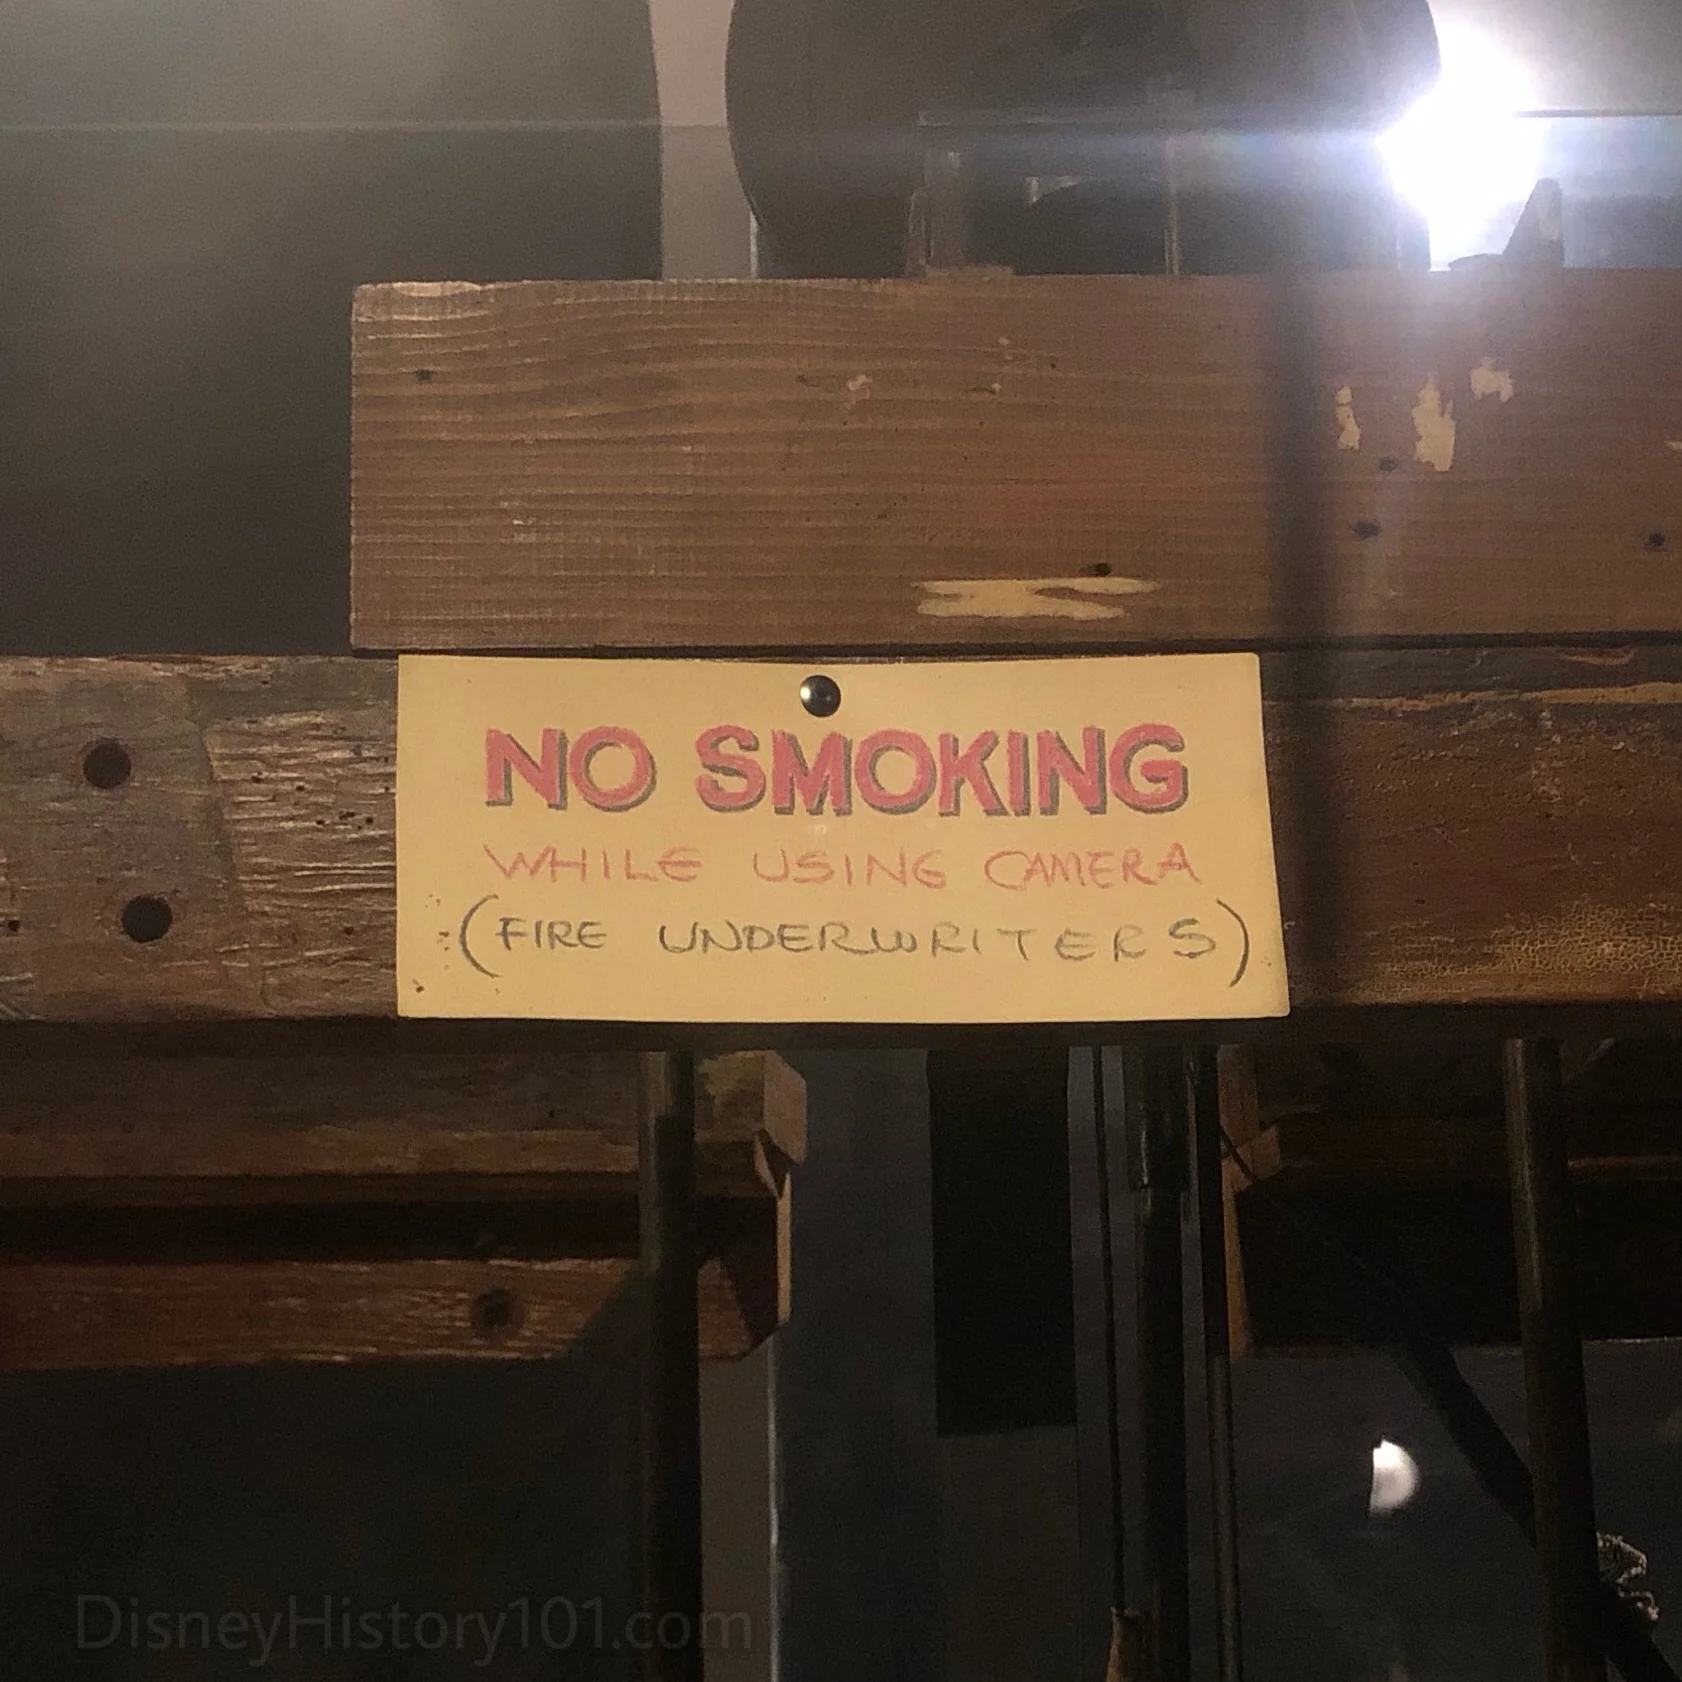 NO SMOKING
WHILE USING CAMERA
(FIRE UNDERWRITERS)
DisneyHistory101.com